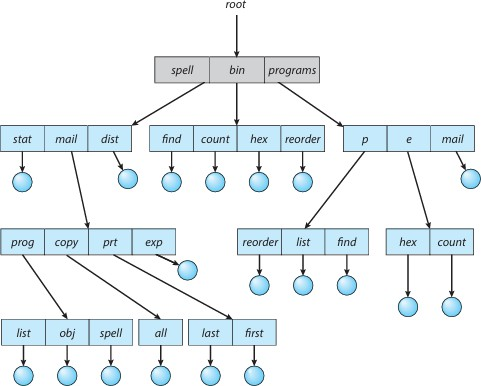 root
spell bin programs
stat mail dist find count hex reorder p e mail
prog copy prt exp reorder list find hex count
list obj spell all last first